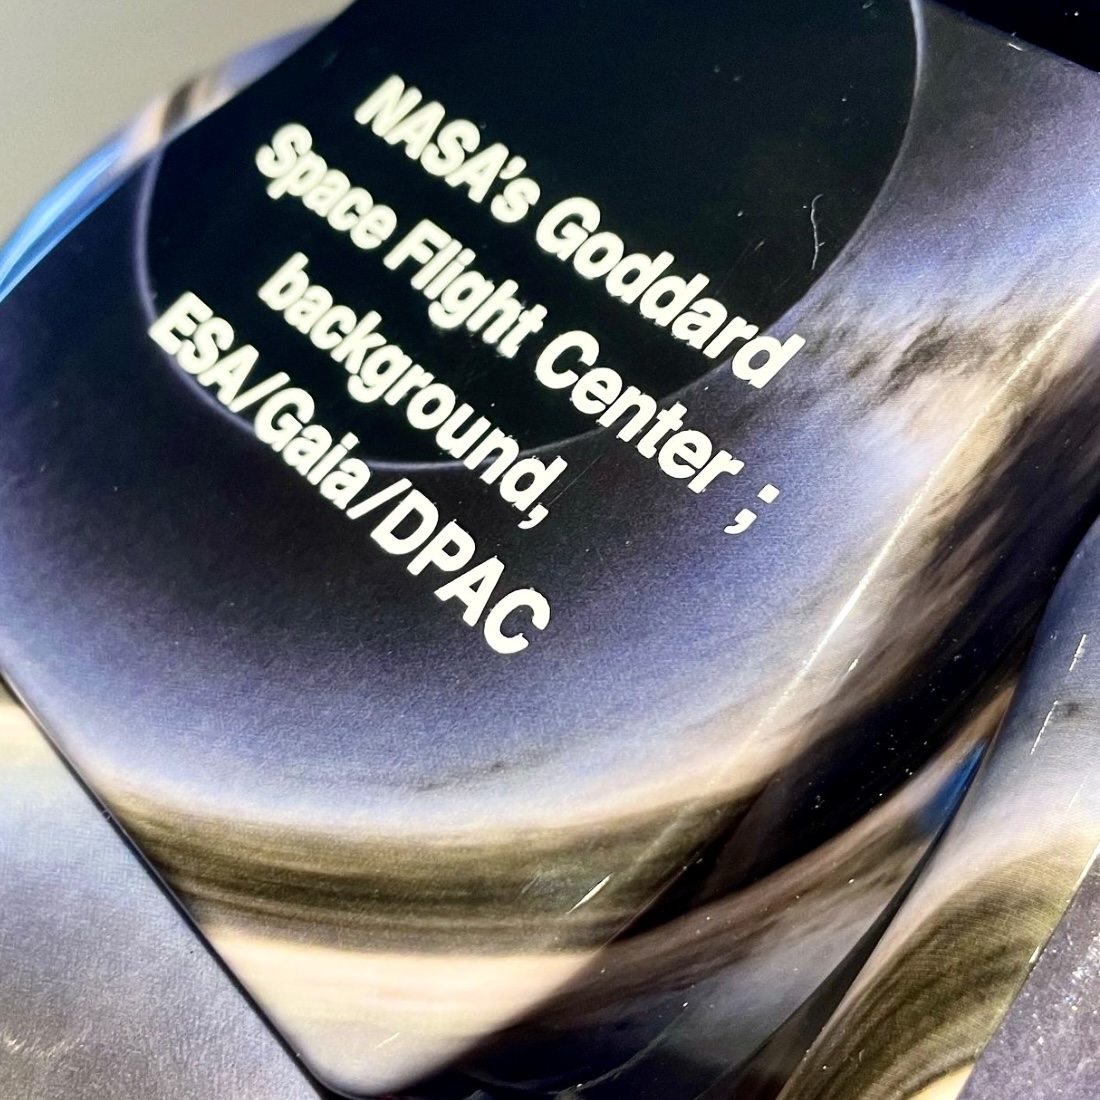 NASA's Goddard
Space Flight Center ;
background,
ESA/Gaia/DPAC